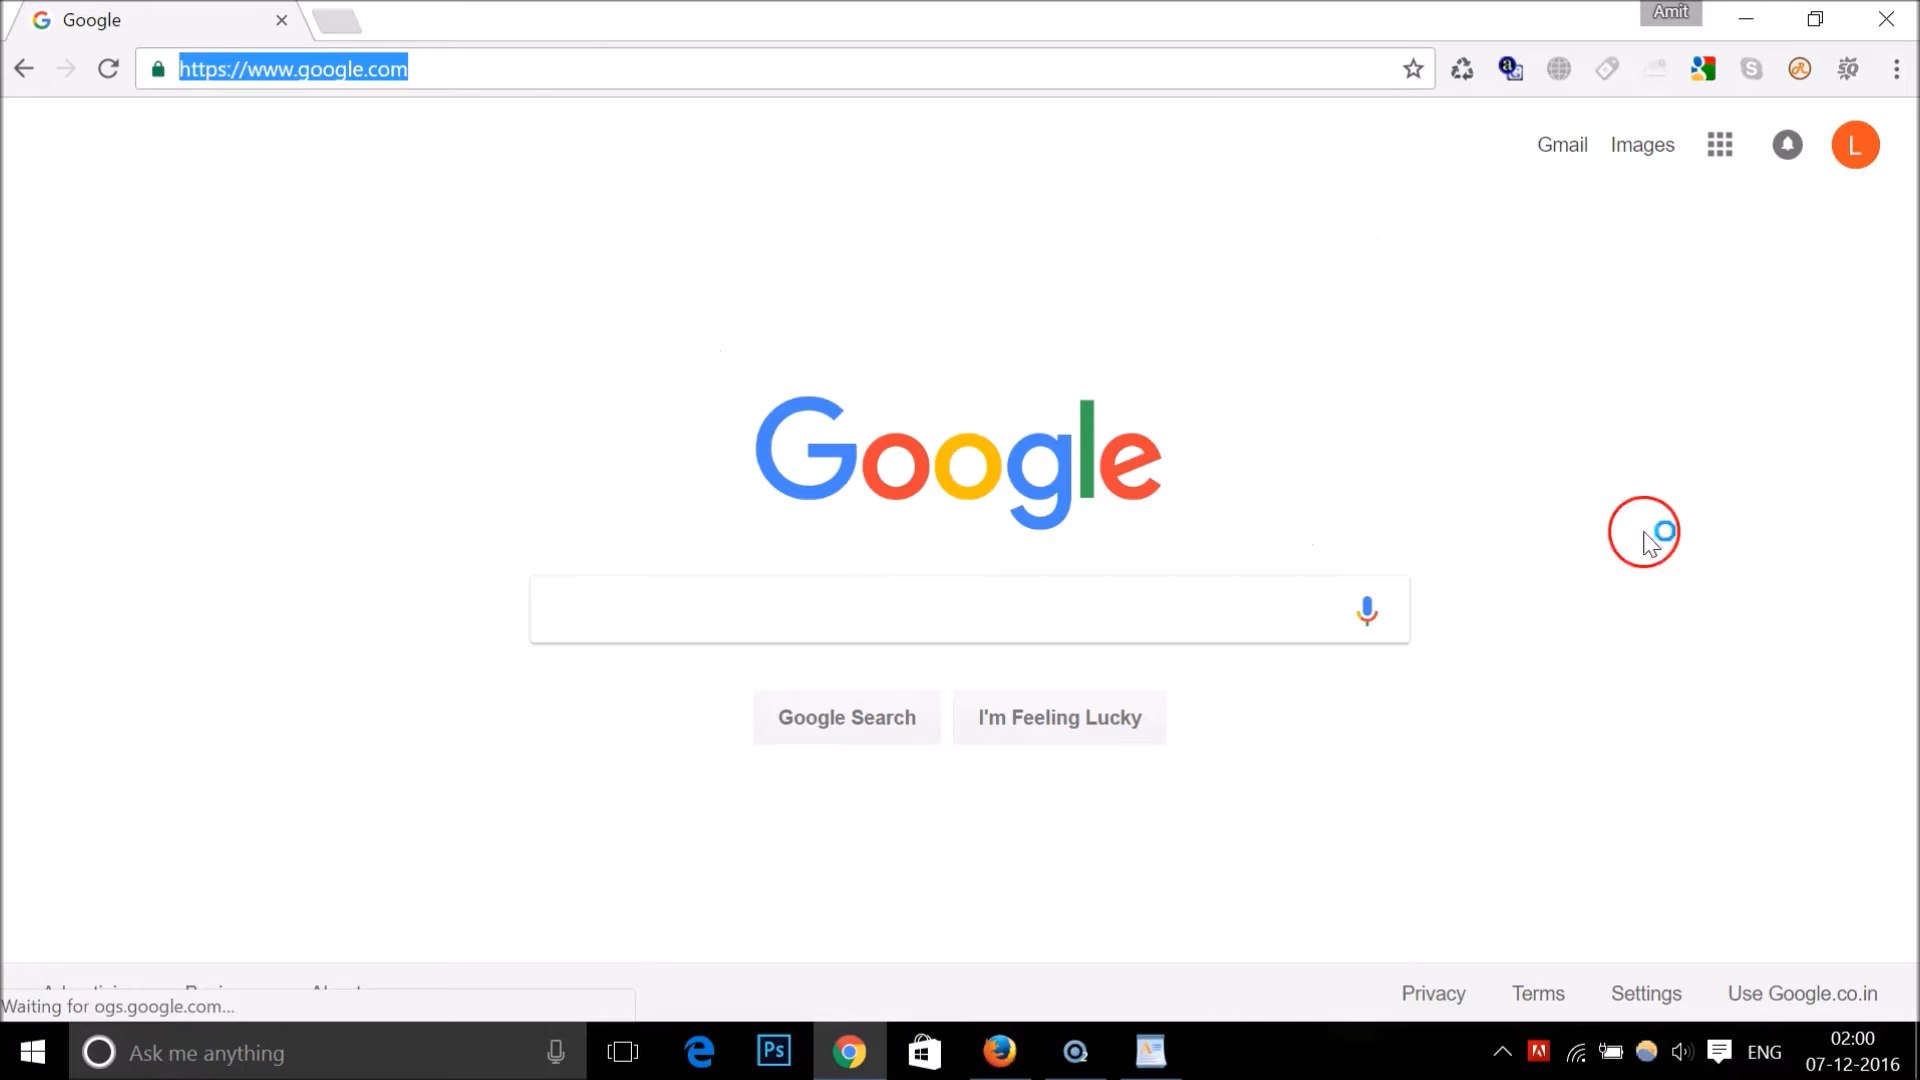 Google
Amit
https://www.google.com
Gmail
Images
L
Google
Google Search
I'm Feeling Lucky
Privacy
Terms
Settings
Use Google.co.in
Waiting for ogs.google.com...
Ask me anything
Ps
ENG
02:00
07-12-2016